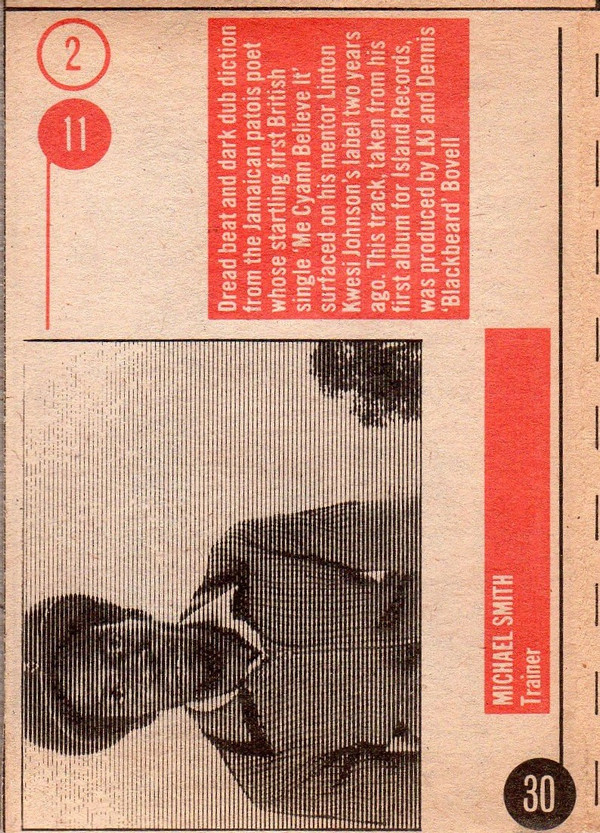 2
11
Dread beat and dark dub diction
from the Jamaican patois poet
whose startling first British
single 'Me Cyann Believe It'
surfaced on his mentor Linton
Kwesi Johnson's label two years
ago. This track, taken from his
first album for Island Records,
was produced by LKJ and Dennis
'Blackbeard' Bovell
MICHAEL SMITH
Trainer
30